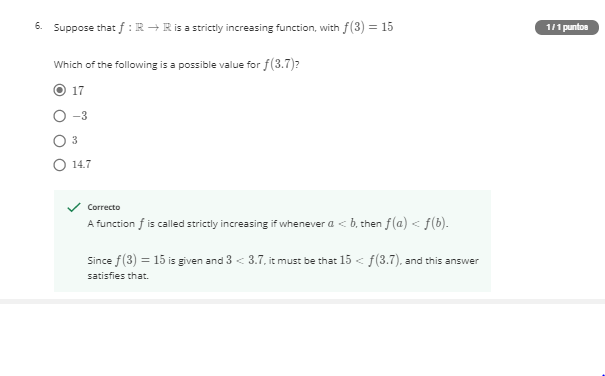 6. Suppose that f : ℝ → ℝ is a strictly increasing function, with f(3) = 15
1 / 1 puntos
Which of the following is a possible value for f(3.7)?
17
−3
3
14.7
Correcto
A function f is called strictly increasing if whenever a < b, then f(a) < f(b).
Since f(3) = 15 is given and 3 < 3.7, it must be that 15 < f(3.7), and this answer
satisfies that.